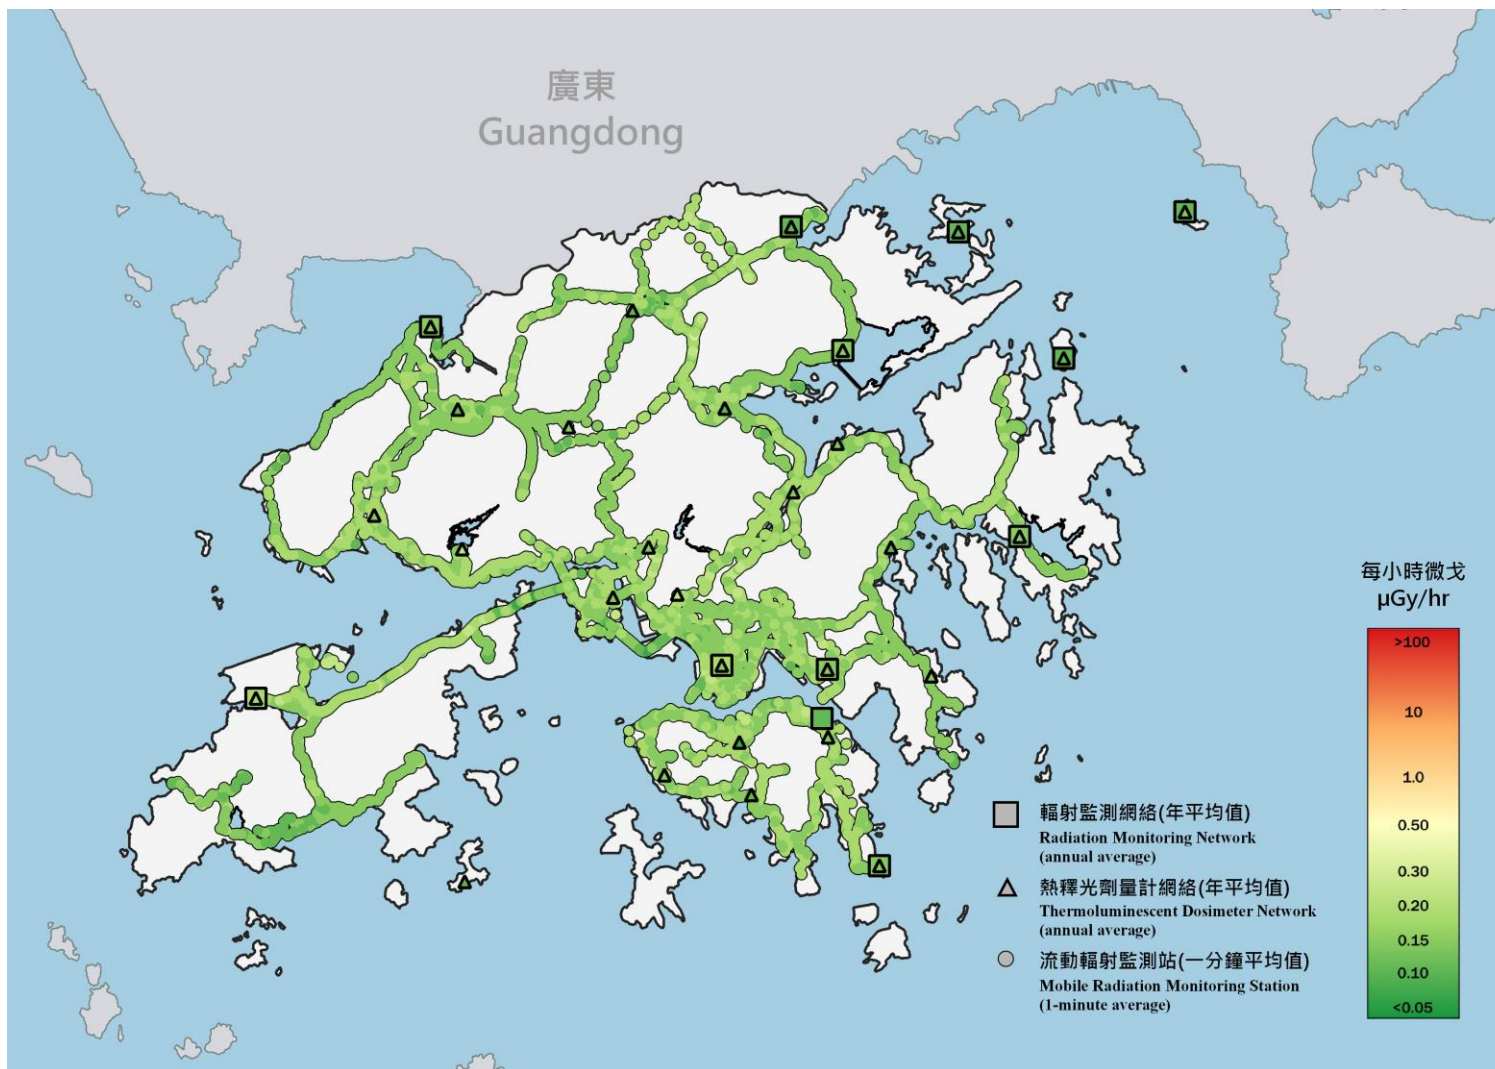 廣東
Guangdong
每小時微戈
μGy/hr
>100
10
1.0
0.50
0.30
0.20
0.15
0.10
<0.05
輻射監測網絡(年平均值)
Radiation Monitoring Network
(annual average)
熱釋光劑量計網絡(年平均值)
Thermoluminescent Dosimeter Network
(annual average)
流動輻射監測站(一分鐘平均值)
Mobile Radiation Monitoring Station
(1-minute average)